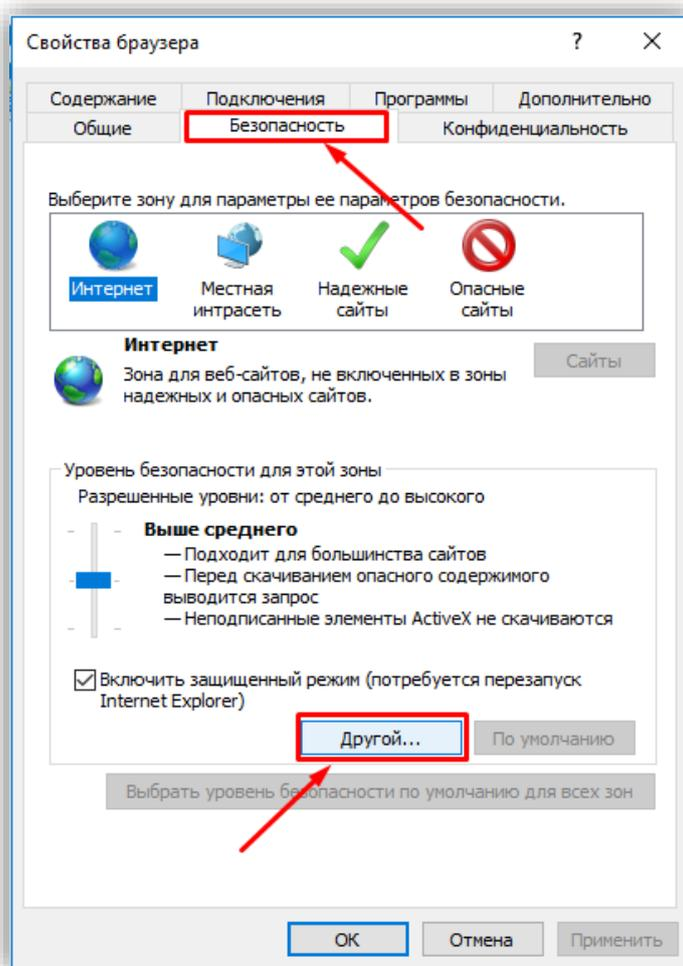 Свойства браузера ? ×
Содержание Подключения Программы Дополнительно
Общие Безопасность Конфиденциальность
Выберите зону для параметры ее параметров безопасности.
Интернет Местная интрасеть Надежные сайты Опасные сайты
Интернет
Сайты
Зона для веб-сайтов, не включенных в зоны
надежных и опасных сайтов.
Уровень безопасности для этой зоны
Разрешенные уровни: от среднего до высокого
Выше среднего
— Подходит для большинства сайтов
— Перед скачиванием опасного содержимого
выводится запрос
— Неподписанные элементы ActiveX не скачиваются
Включить защищенный режим (потребуется перезапуск
Internet Explorer)
Другой... По умолчанию
Выбрать уровень безопасности по умолчанию для всех зон
ОК Отмена Применить